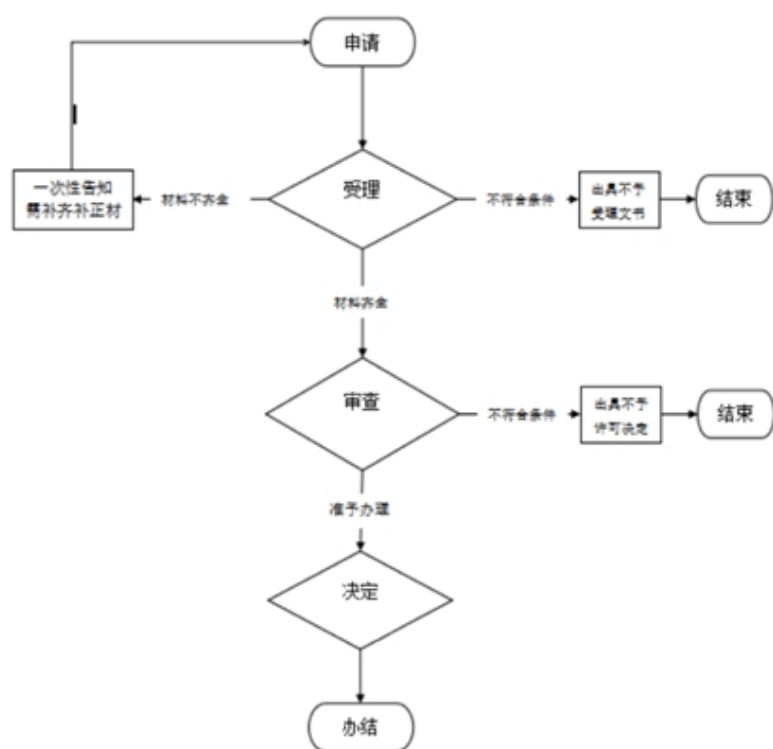 申请
受理
一次性告知
需补齐补正材
材料不齐全
不符合条件
出具不予
受理文书
结束
材料齐全
审查
不符合条件
出具不予
许可决定
结束
准予办理
决定
办结